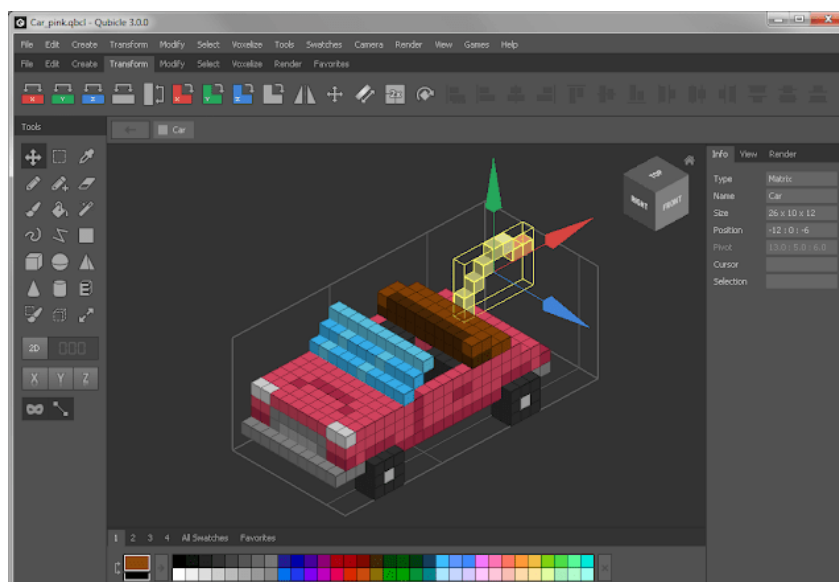 Car_pink.qbcl - Qubicle 3.0.0
File Edit Create Transform Modify Select Voxelize Tools Swatches Camera Render View Games Help
File Edit Create Transform Modify Select Voxelize Render Favorites
X Y Z X Y Z 2x
Tools
Car
Info View Render
Type Matrix
Name Car
Size 26 x 10 x 12
Position -12 : 0 : -6
Pivot 13.0 : 5.0 : 6.0
Cursor
Selection
TOP
RIGHT FRONT
2D
X Y Z
1 2 3 4 All Swatches Favorites